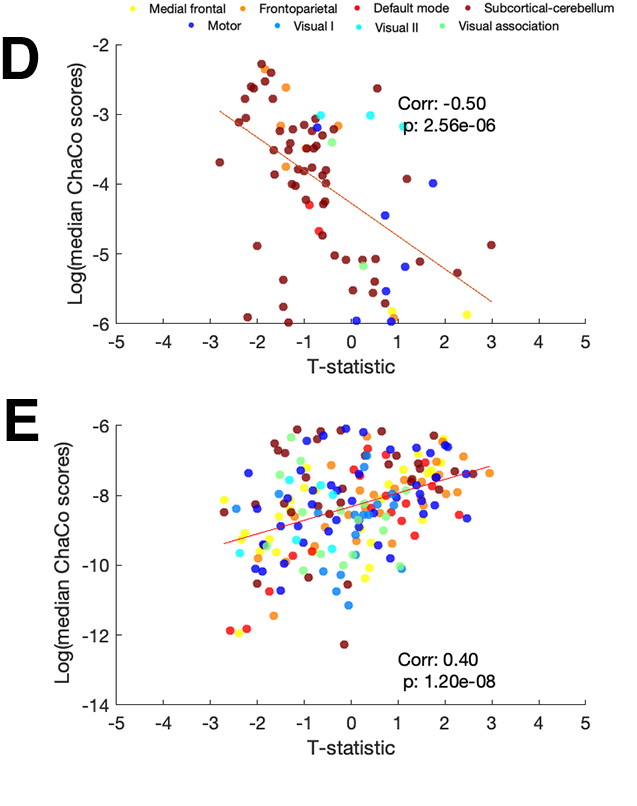 Medial frontal Frontoparietal Default mode Subcortical-cerebellum
Motor Visual I Visual II Visual association
D
Log(median ChaCo scores)
-2
-3
-4
-5
-6
Corr: -0.50
p: 2.56e-06
-5 -4 -3 -2 -1 0 1 2 3 4 5
T-statistic
E
Log(median ChaCo scores)
-6
-8
-10
-12
-14
Corr: 0.40
p: 1.20e-08
-5 -4 -3 -2 -1 0 1 2 3 4 5
T-statistic